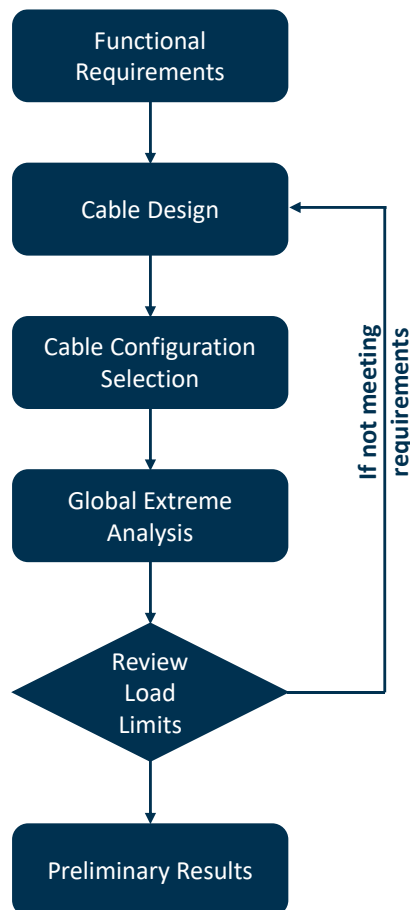 Functional
Requirements
Cable Design
Cable Configuration
Selection
Global Extreme
Analysis
If not meeting
requirements
Review
Load
Limits
Preliminary Results